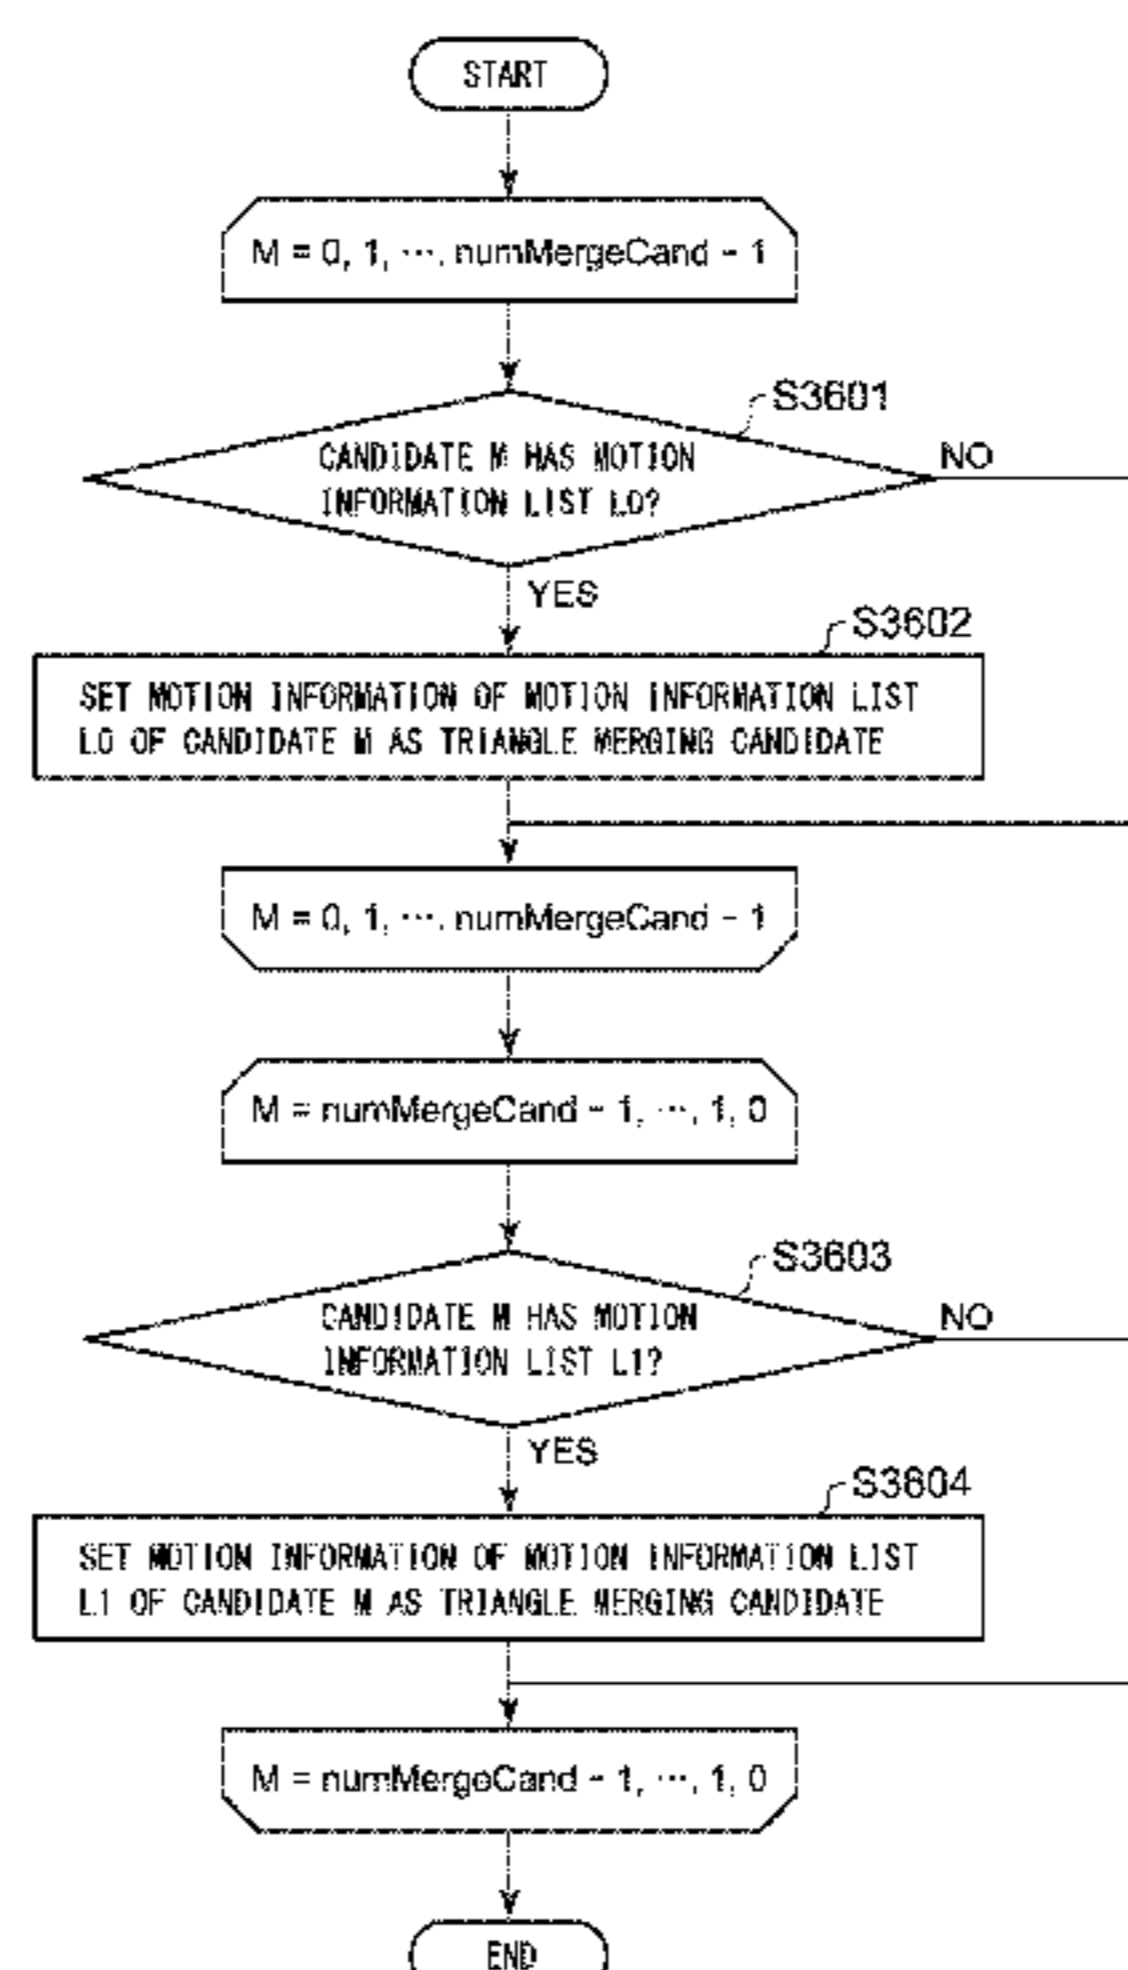 START
M = 0, 1, ⋯, numMergeCand - 1
S3601
CANDIDATE M HAS MOTION
INFORMATION LIST L0?
NO
YES
S3602
SET MOTION INFORMATION OF MOTION INFORMATION LIST
L0 OF CANDIDATE M AS TRIANGLE MERGING CANDIDATE
M = 0, 1, ⋯, numMergeCand - 1
M = numMergeCand - 1, ⋯, 1, 0
S3603
CANDIDATE M HAS MOTION
INFORMATION LIST L1?
NO
YES
S3604
SET MOTION INFORMATION OF MOTION INFORMATION LIST
L1 OF CANDIDATE M AS TRIANGLE MERGING CANDIDATE
M = numMergeCand - 1, ⋯, 1, 0
END